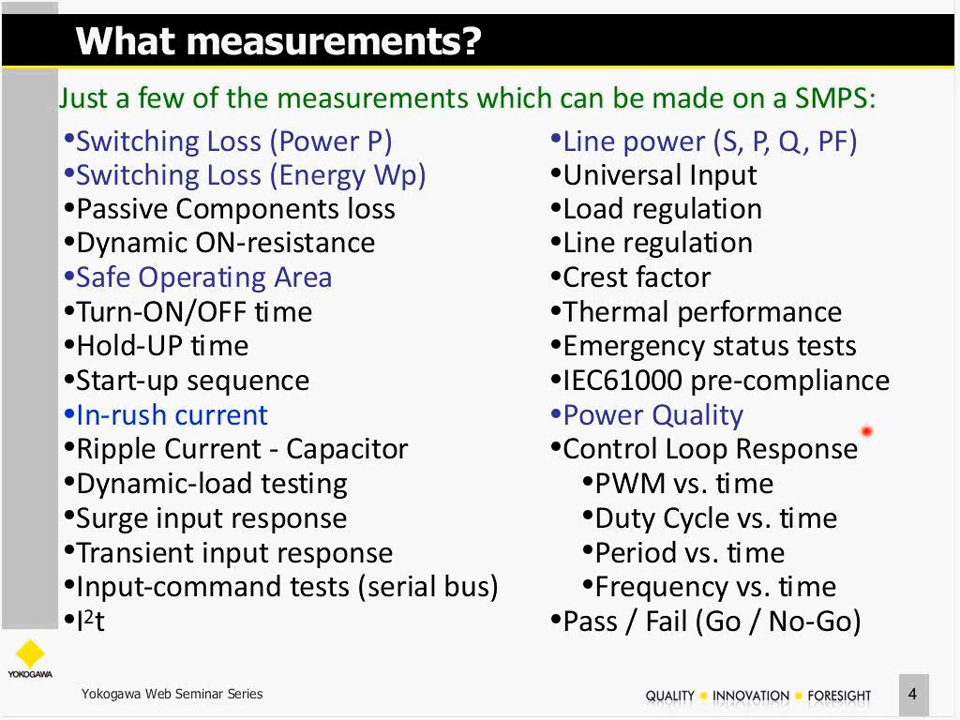 What measurements?
Just a few of the measurements which can be made on a SMPS:
•Switching Loss (Power P)
•Switching Loss (Energy Wp)
•Passive Components loss
•Dynamic ON-resistance
•Safe Operating Area
•Turn-ON/OFF time
•Hold-UP time
•Start-up sequence
•In-rush current
•Ripple Current - Capacitor
•Dynamic-load testing
•Surge input response
•Transient input response
•Input-command tests (serial bus)
•I²t
•Line power (S, P, Q, PF)
•Universal Input
•Load regulation
•Line regulation
•Crest factor
•Thermal performance
•Emergency status tests
•IEC61000 pre-compliance
•Power Quality
•Control Loop Response
•PWM vs. time
•Duty Cycle vs. time
•Period vs. time
•Frequency vs. time
•Pass / Fail (Go / No-Go)
YOKOGAWA
Yokogawa Web Seminar Series
QUALITY ■ INNOVATION ■ FORESIGHT
4